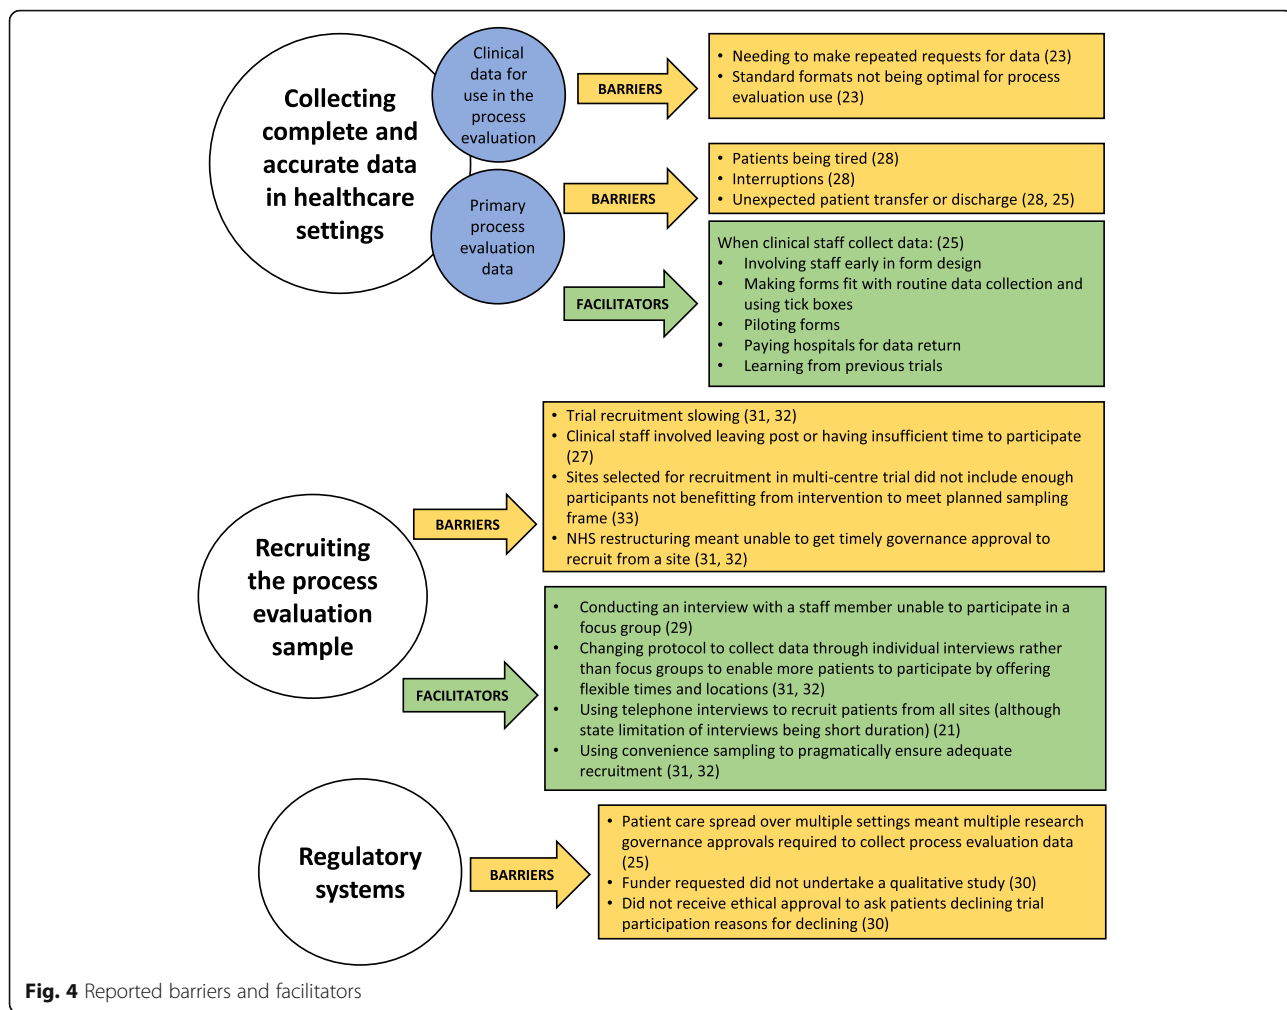 Collecting
complete and
accurate data
in healthcare
settings
Clinical
data for
use in the
process
evaluation
BARRIERS
• Needing to make repeated requests for data (23)
• Standard formats not being optimal for process
evaluation use (23)
Primary
process
evaluation
data
BARRIERS
• Patients being tired (28)
• Interruptions (28)
• Unexpected patient transfer or discharge (28, 25)
FACILITATORS
When clinical staff collect data: (25)
• Involving staff early in form design
• Making forms fit with routine data collection and
using tick boxes
• Piloting forms
• Paying hospitals for data return
• Learning from previous trials
Recruiting
the process
evaluation
sample
BARRIERS
• Trial recruitment slowing (31, 32)
• Clinical staff involved leaving post or having insufficient time to participate
(27)
• Sites selected for recruitment in multi-centre trial did not include enough
participants not benefitting from intervention to meet planned sampling
frame (33)
• NHS restructuring meant unable to get timely governance approval to
recruit from a site (31, 32)
FACILITATORS
• Conducting an interview with a staff member unable to participate in a
focus group (29)
• Changing protocol to collect data through individual interviews rather
than focus groups to enable more patients to participate by offering
flexible times and locations (31, 32)
• Using telephone interviews to recruit patients from all sites (although
state limitation of interviews being short duration) (21)
• Using convenience sampling to pragmatically ensure adequate
recruitment (31, 32)
Regulatory
systems
BARRIERS
• Patient care spread over multiple settings meant multiple research
governance approvals required to collect process evaluation data
(25)
• Funder requested did not undertake a qualitative study (30)
• Did not receive ethical approval to ask patients declining trial
participation reasons for declining (30)
Fig. 4 Reported barriers and facilitators